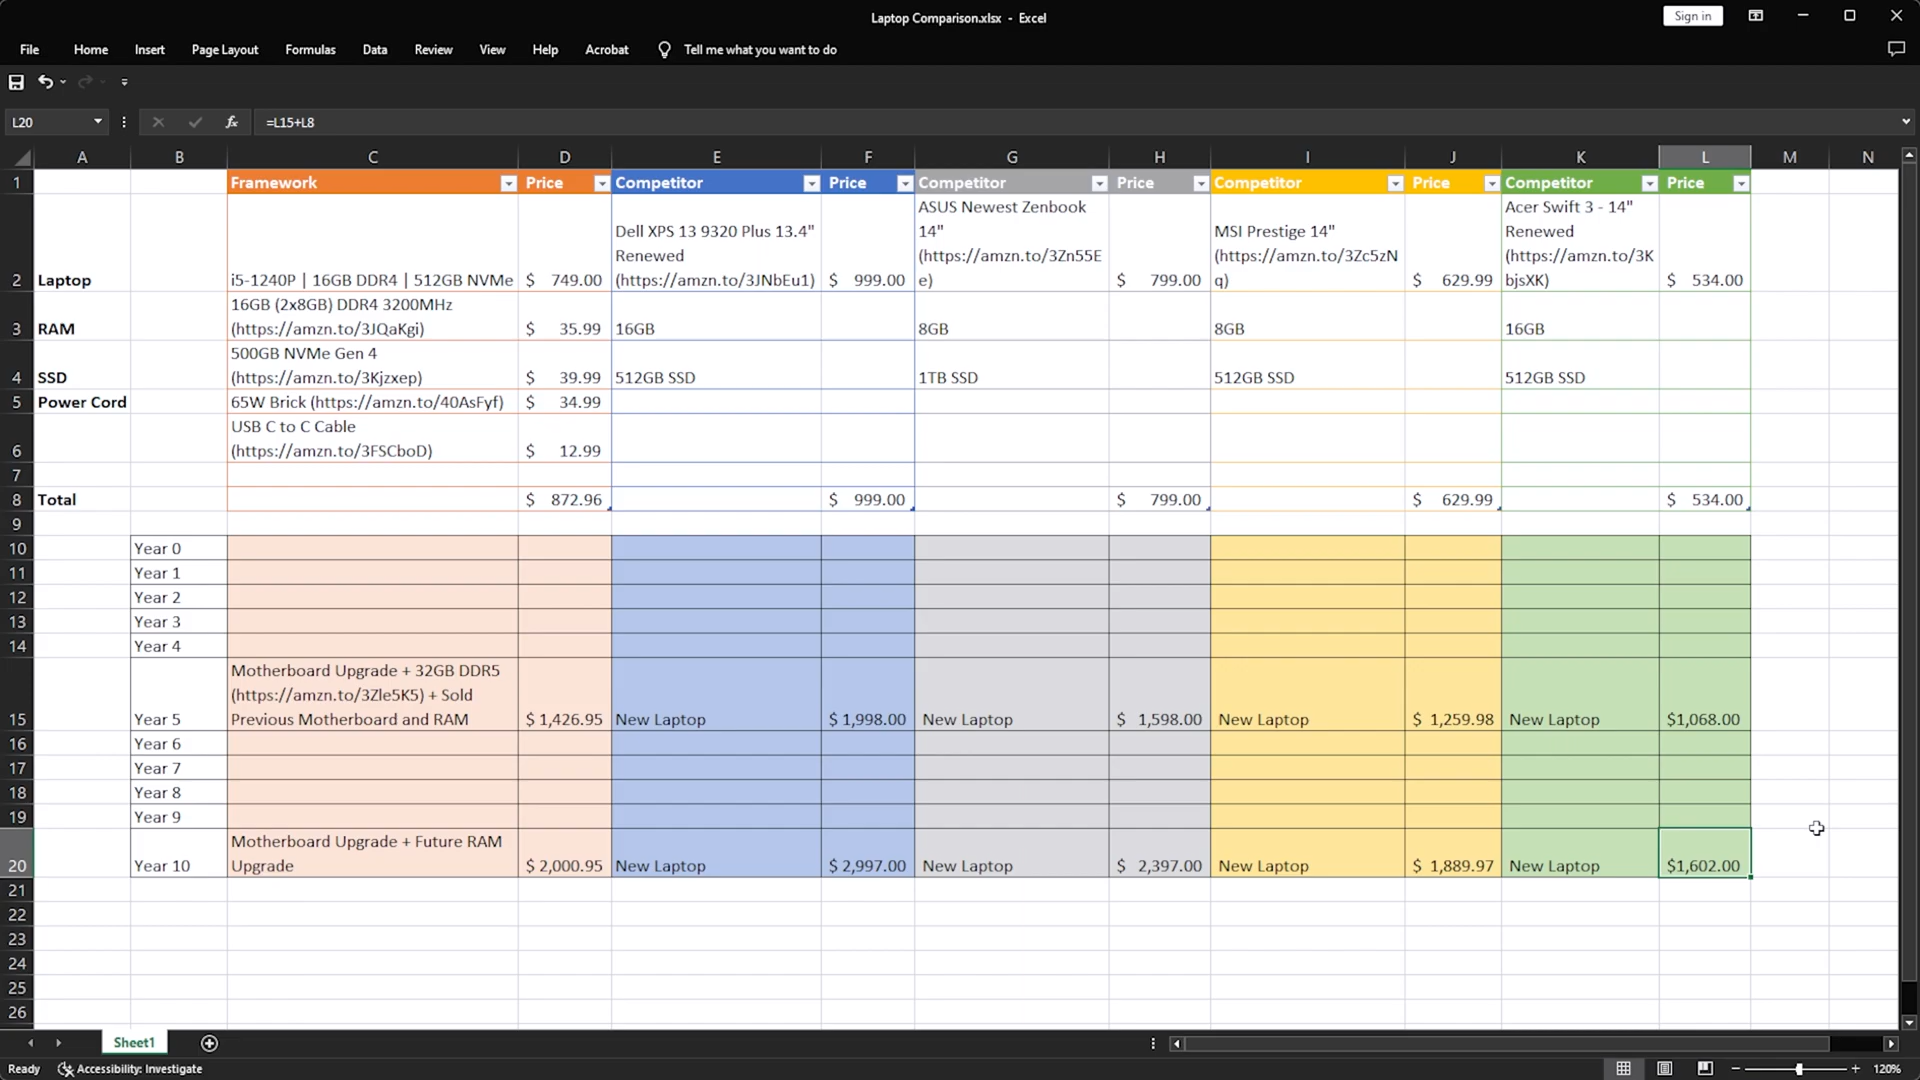 Laptop Comparison.xlsx - Excel
Sign in
File Home Insert Page Layout Formulas Data Review View Help Acrobat Tell me what you want to do
L20 fx =L15+L8
A B C D E F G H I J K L M N
1 Framework Price Competitor Price Competitor Price Competitor Price Competitor Price
Dell XPS 13 9320 Plus 13.4"
Renewed
(https://amzn.to/3JNbEu1)
ASUS Newest Zenbook
14"
(https://amzn.to/3Zn55E
e)
MSI Prestige 14"
(https://amzn.to/3Zc5zN
q)
Acer Swift 3 - 14"
Renewed
(https://amzn.to/3K
bjsXK)
2 Laptop i5-1240P | 16GB DDR4 | 512GB NVMe $ 749.00 $ 999.00 $ 799.00 $ 629.99 $ 534.00
16GB (2x8GB) DDR4 3200MHz
3 RAM (https://amzn.to/3JQaKgi) $ 35.99 16GB 8GB 8GB 16GB
500GB NVMe Gen 4
4 SSD (https://amzn.to/3Kjzxep) $ 39.99 512GB SSD 1TB SSD 512GB SSD 512GB SSD
5 Power Cord 65W Brick (https://amzn.to/40AsFyf) $ 34.99
USB C to C Cable
6 (https://amzn.to/3FSCboD) $ 12.99
7
8 Total $ 872.96 $ 999.00 $ 799.00 $ 629.99 $ 534.00
9
10 Year 0
11 Year 1
12 Year 2
13 Year 3
14 Year 4
Motherboard Upgrade + 32GB DDR5
(https://amzn.to/3Zle5K5) + Sold
15 Year 5 Previous Motherboard and RAM $ 1,426.95 New Laptop $ 1,998.00 New Laptop $ 1,598.00 New Laptop $ 1,259.98 New Laptop $1,068.00
16 Year 6
17 Year 7
18 Year 8
19 Year 9
Motherboard Upgrade + Future RAM
20 Year 10 Upgrade $ 2,000.95 New Laptop $ 2,997.00 New Laptop $ 2,397.00 New Laptop $ 1,889.97 New Laptop $1,602.00
21
22
23
24
25
26
Sheet1
Ready Accessibility: Investigate 120%